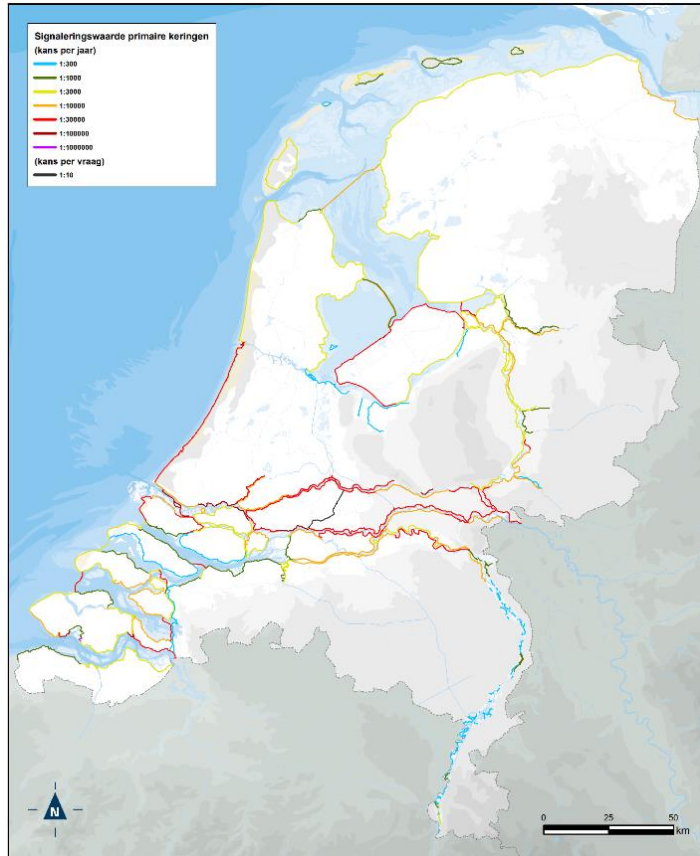 Signaleringswaarde primaire keringen
(kans per jaar)
1:300
1:1000
1:3000
1:10000
1:30000
1:100000
1:1000000
(kans per vraag)
1:10
N
0 25 50
km